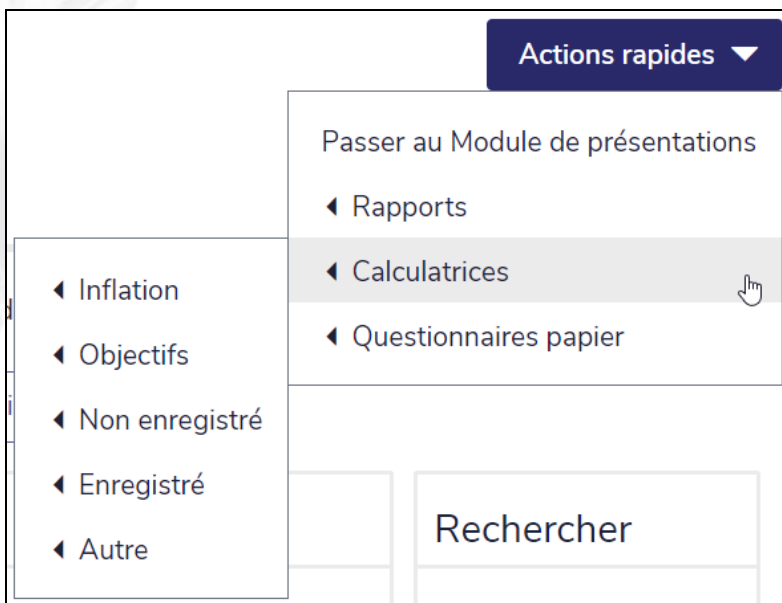 Actions rapides
Passer au Module de présentations
Rapports
Calculatrices
Questionnaires papier
Inflation
Objectifs
Non enregistré
Enregistré
Autre
Rechercher